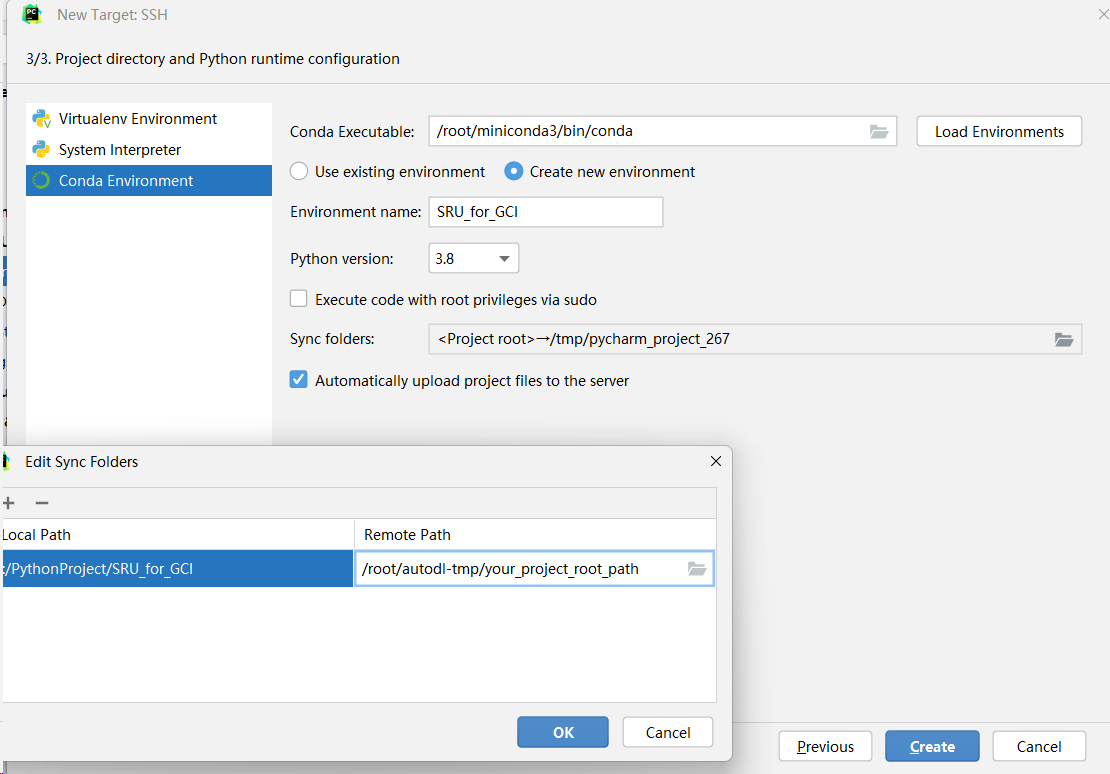 New Target: SSH
3/3. Project directory and Python runtime configuration
Virtualenv Environment
System Interpreter
Conda Environment
Conda Executable: /root/miniconda3/bin/conda Load Environments
Use existing environment Create new environment
Environment name: SRU_for_GCI
Python version: 3.8
Execute code with root privileges via sudo
Sync folders: <Project root>→/tmp/pycharm_project_267
Automatically upload project files to the server
Edit Sync Folders
Local Path Remote Path
:/PythonProject/SRU_for_GCI /root/autodl-tmp/your_project_root_path
OK Cancel
Previous Create Cancel